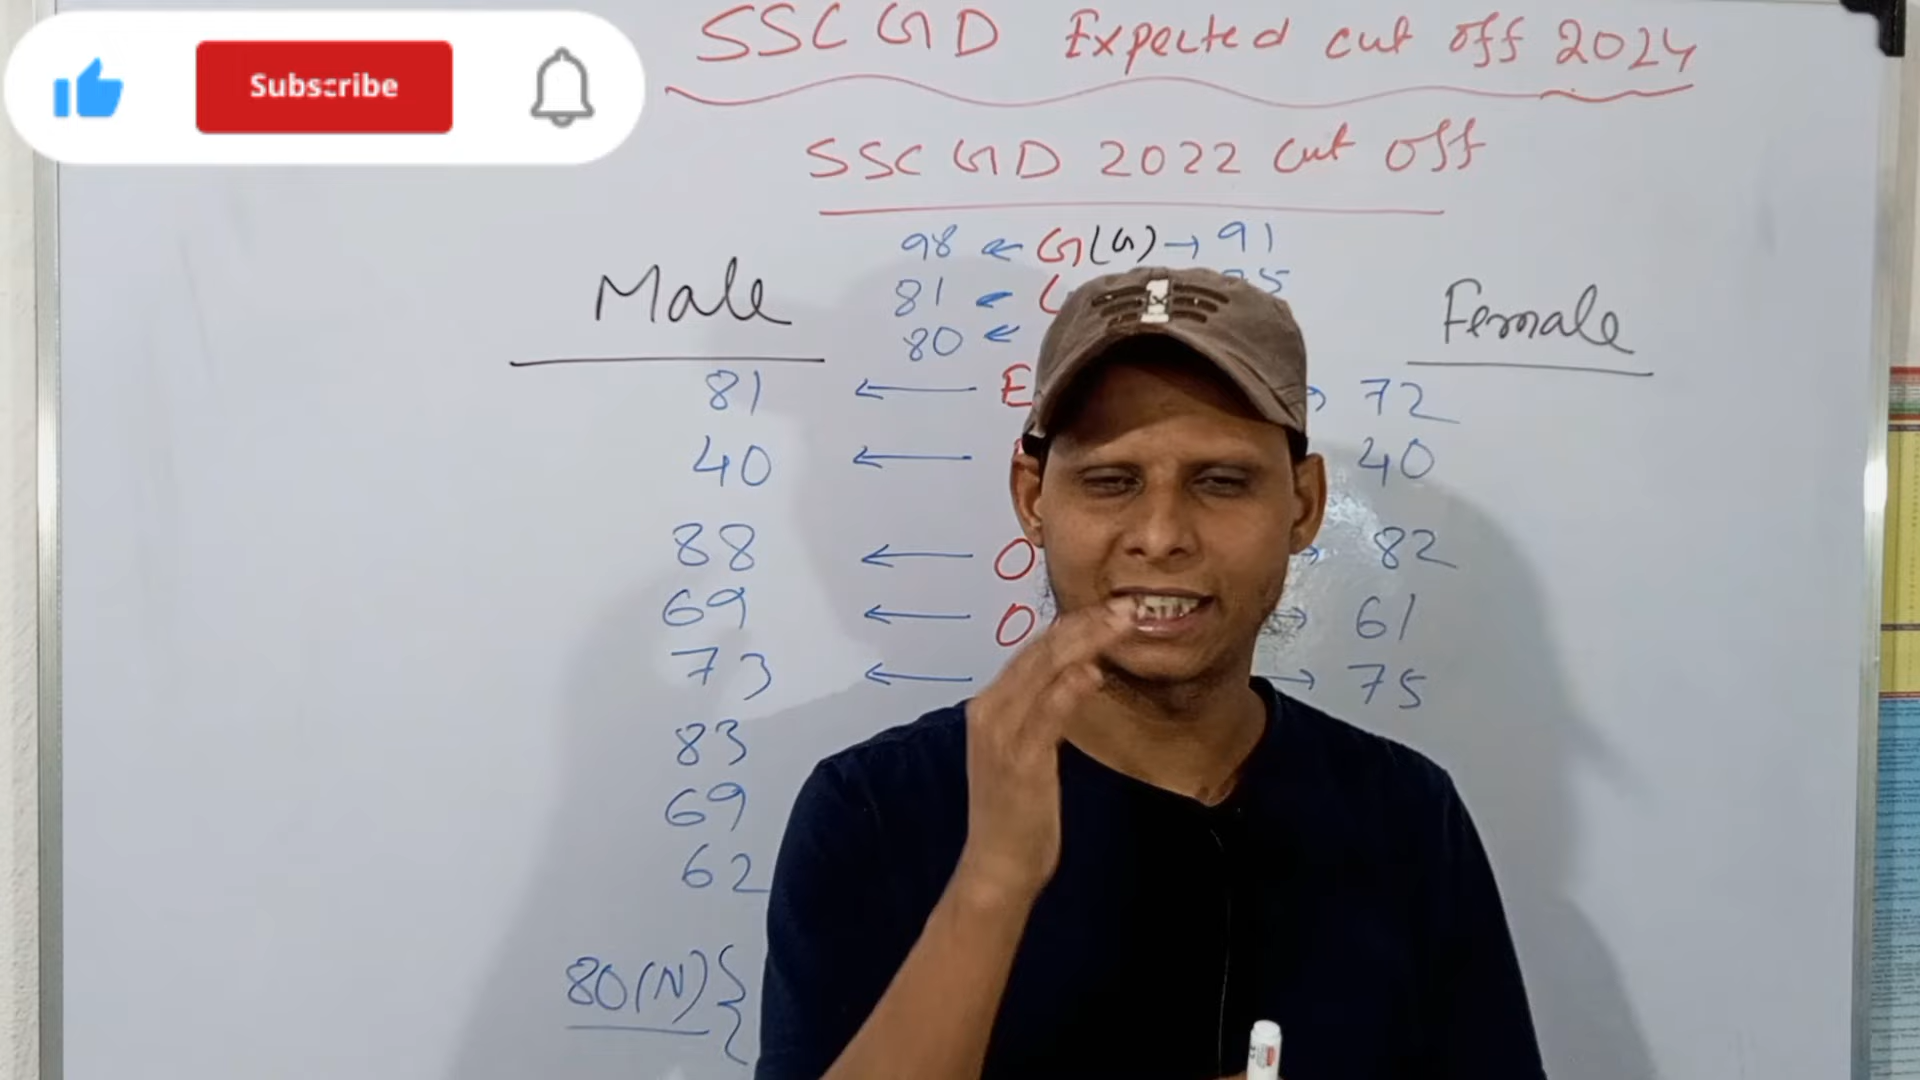 Subscribe
SSC GD Expected cut off 2024
SSC GD 2022 cut off
98 ← G(G) → 91
81 ←
80 ←
Male
Female
81 ← E → 72
40 ← 40
88 ← O → 82
69 ← O → 61
73 ← → 75
83
69
62
80(N) {